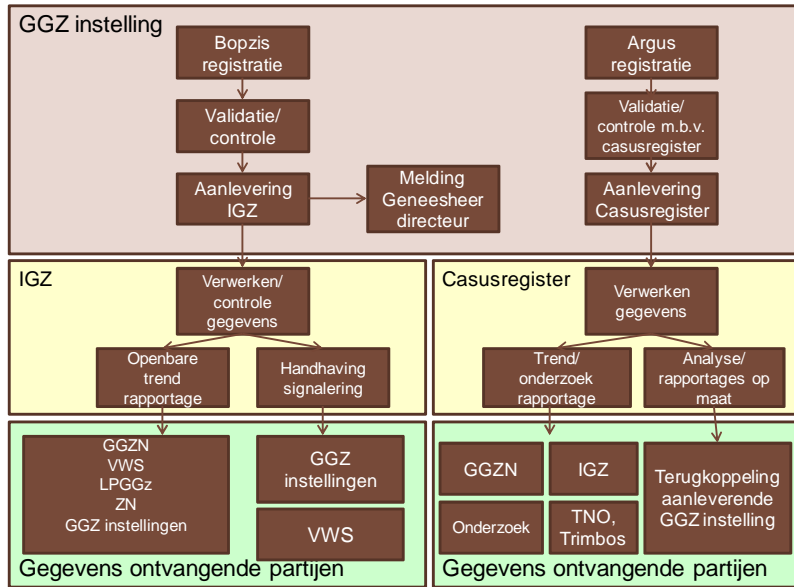 GGZ instelling
Bopzis
registratie
Validatie/
controle
Aanlevering
IGZ
Melding
Geneesheer
directeur
Argus
registratie
Validatie/
controle m.b.v.
casusregister
Aanlevering
Casusregister
IGZ
Verwerken/
controle
gegevens
Openbare
trend
rapportage
Handhaving
signalering
Casusregister
Verwerken
gegevens
Trend/
onderzoek
rapportage
Analyse/
rapportages op
maat
GGZN
VWS
LPGGz
ZN
GGZ instellingen
GGZ
instellingen
VWS
Gegevens ontvangende partijen
GGZN
IGZ
Onderzoek
TNO,
Trimbos
Terugkoppeling
aanleverende
GGZ instelling
Gegevens ontvangende partijen